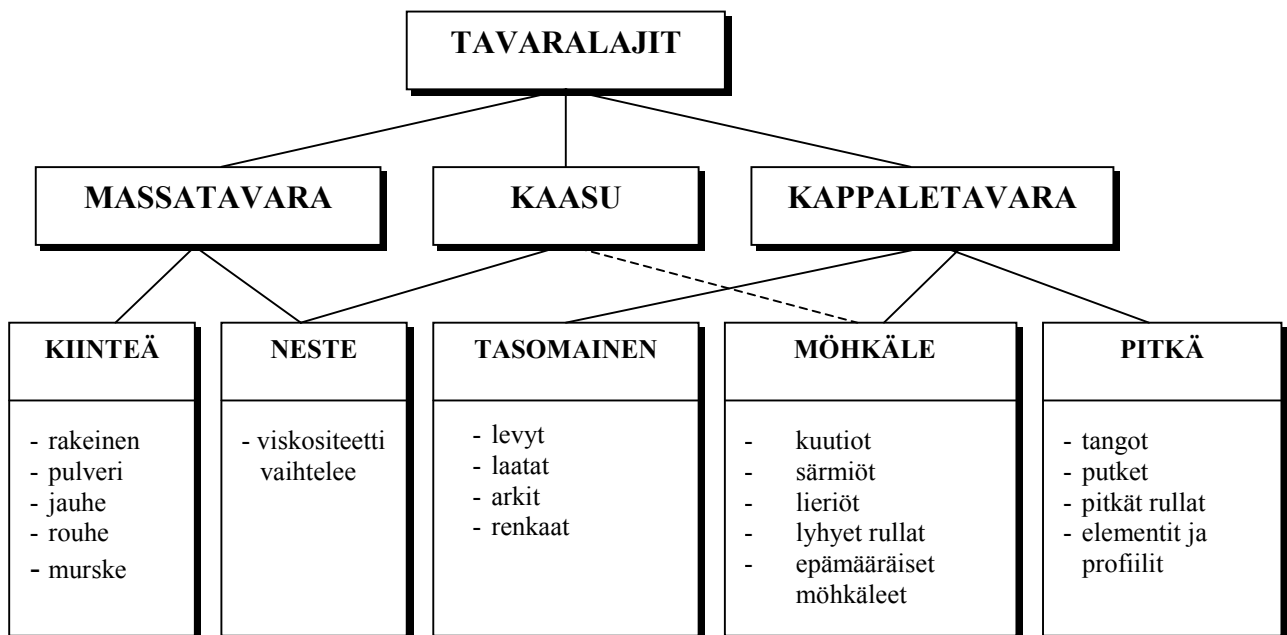 TAVARALAJIT
MASSATAVARA
KAASU
KAPPALETAVARA
KIINTEÄ
- rakeinen
- pulveri
- jauhe
- rouhe
- murske
NESTE
- viskositeetti
vaihtelee
TASOMAINEN
- levyt
- laatat
- arkit
- renkaat
MÖHKÄLE
- kuutiot
- särmiöt
- lieriöt
- lyhyet rullat
- epämääräiset
möhkäleet
PITKÄ
- tangot
- putket
- pitkät rullat
- elementit ja
profiilit